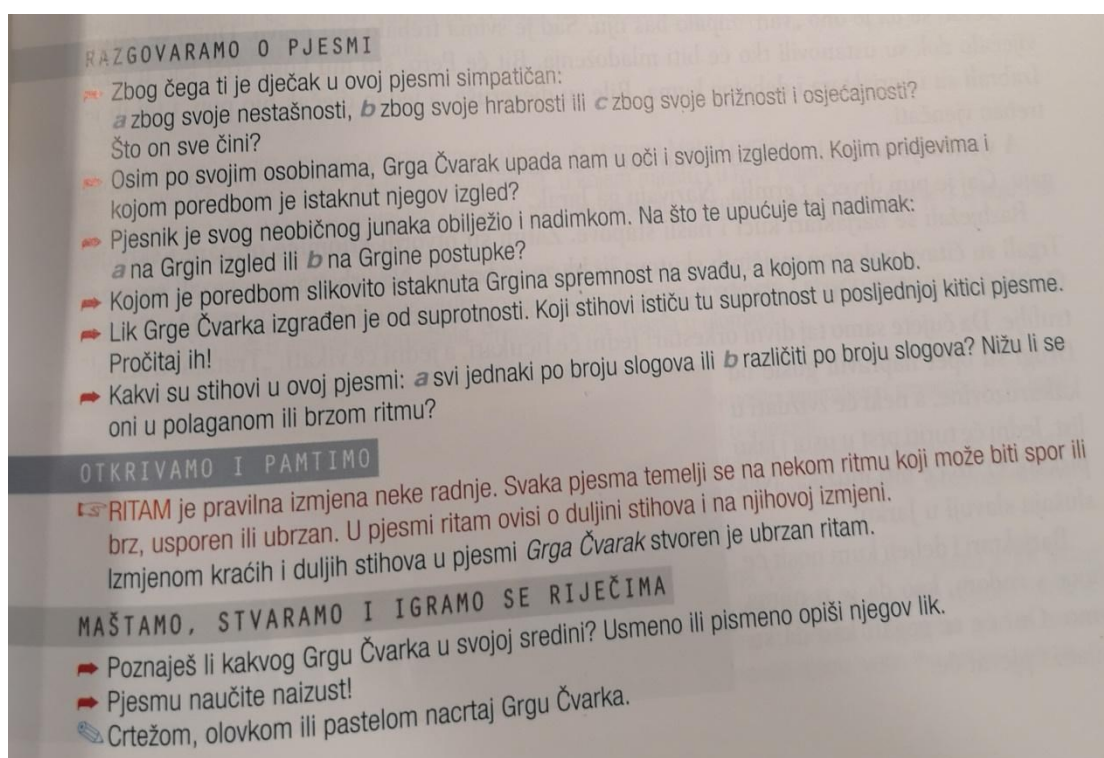 RAZGOVARAMO O PJESMI
Zbog čega ti je dječak u ovoj pjesmi simpatičan:
a zbog svoje nestašnosti, b zbog svoje hrabrosti ili c zbog svoje brižnosti i osjećajnosti?
Što on sve čini?
Osim po svojim osobinama, Grga Čvarak upada nam u oči i svojim izgledom. Kojim pridjevima i
kojom poredbom je istaknut njegov izgled?
Pjesnik je svog neobičnog junaka obilježio i nadimkom. Na što te upućuje taj nadimak:
a na Grgin izgled ili b na Grgine postupke?
Kojom je poredbom slikovito istaknuta Grgina spremnost na svađu, a kojom na sukob.
Lik Grge Čvarka izgrađen je od suprotnosti. Koji stihovi ističu tu suprotnost u posljednjoj kitici pjesme.
Pročitaj ih!
Kakvi su stihovi u ovoj pjesmi: a svi jednaki po broju slogova ili b različiti po broju slogova? Nižu li se
oni u polaganom ili brzom ritmu?
OTKRIVAMO I PAMTIMO
RITAM je pravilna izmjena neke radnje. Svaka pjesma temelji se na nekom ritmu koji može biti spor ili
brz, usporen ili ubrzan. U pjesmi ritam ovisi o duljini stihova i na njihovoj izmjeni.
Izmjenom kraćih i duljih stihova u pjesmi Grga Čvarak stvoren je ubrzan ritam.
MAŠTAMO, STVARAMO I IGRAMO SE RIJEČIMA
Poznaješ li kakvog Grgu Čvarka u svojoj sredini? Usmeno ili pismeno opiši njegov lik.
Pjesmu naučite naizust!
Crtežom, olovkom ili pastelom nacrtaj Grgu Čvarka.